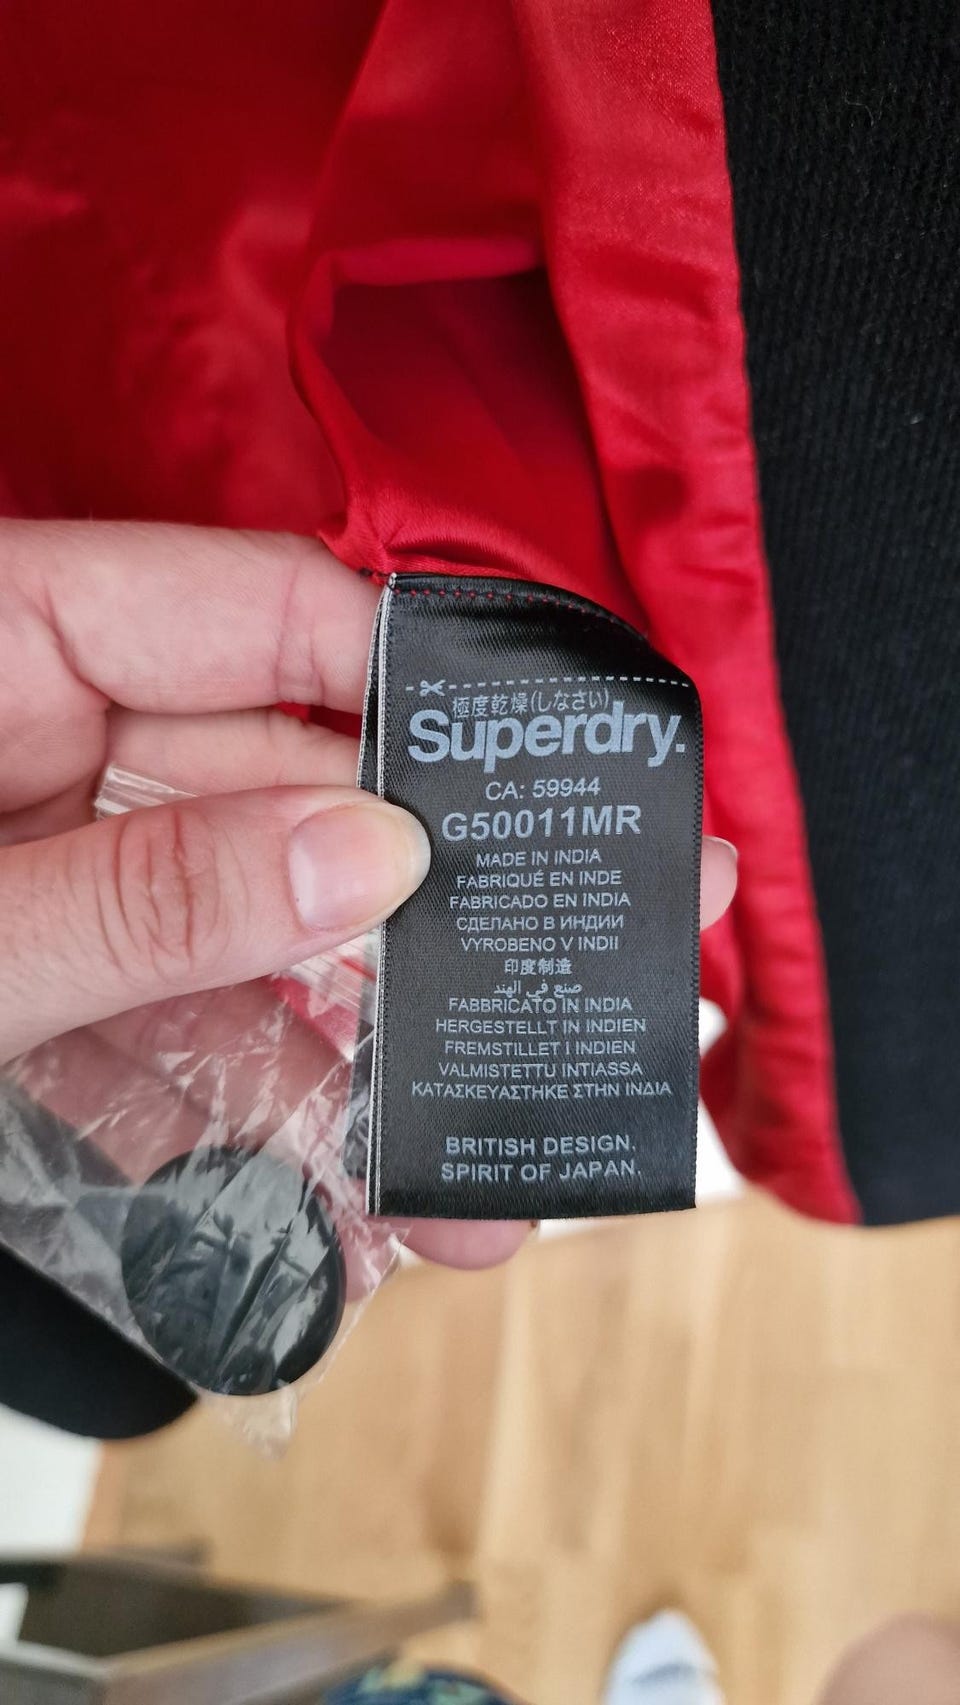 極度乾燥(しなさい)
Superdry.
CA: 59944
G50011MR
MADE IN INDIA
FABRIQUÉ EN INDE
FABRICADO EN INDIA
СДЕЛАНО В ИНДИИ
VYROBENO V INDII
印度制造
صنع في الهند
FABBRICATO IN INDIA
HERGESTELLT IN INDIEN
FREMSTILLET I INDIEN
VALMISTETTU INTIASSA
ΚΑΤΑΣΚΕΥΑΣΤΗΚΕ ΣΤΗΝ ΙΝΔΙΑ
BRITISH DESIGN.
SPIRIT OF JAPAN.